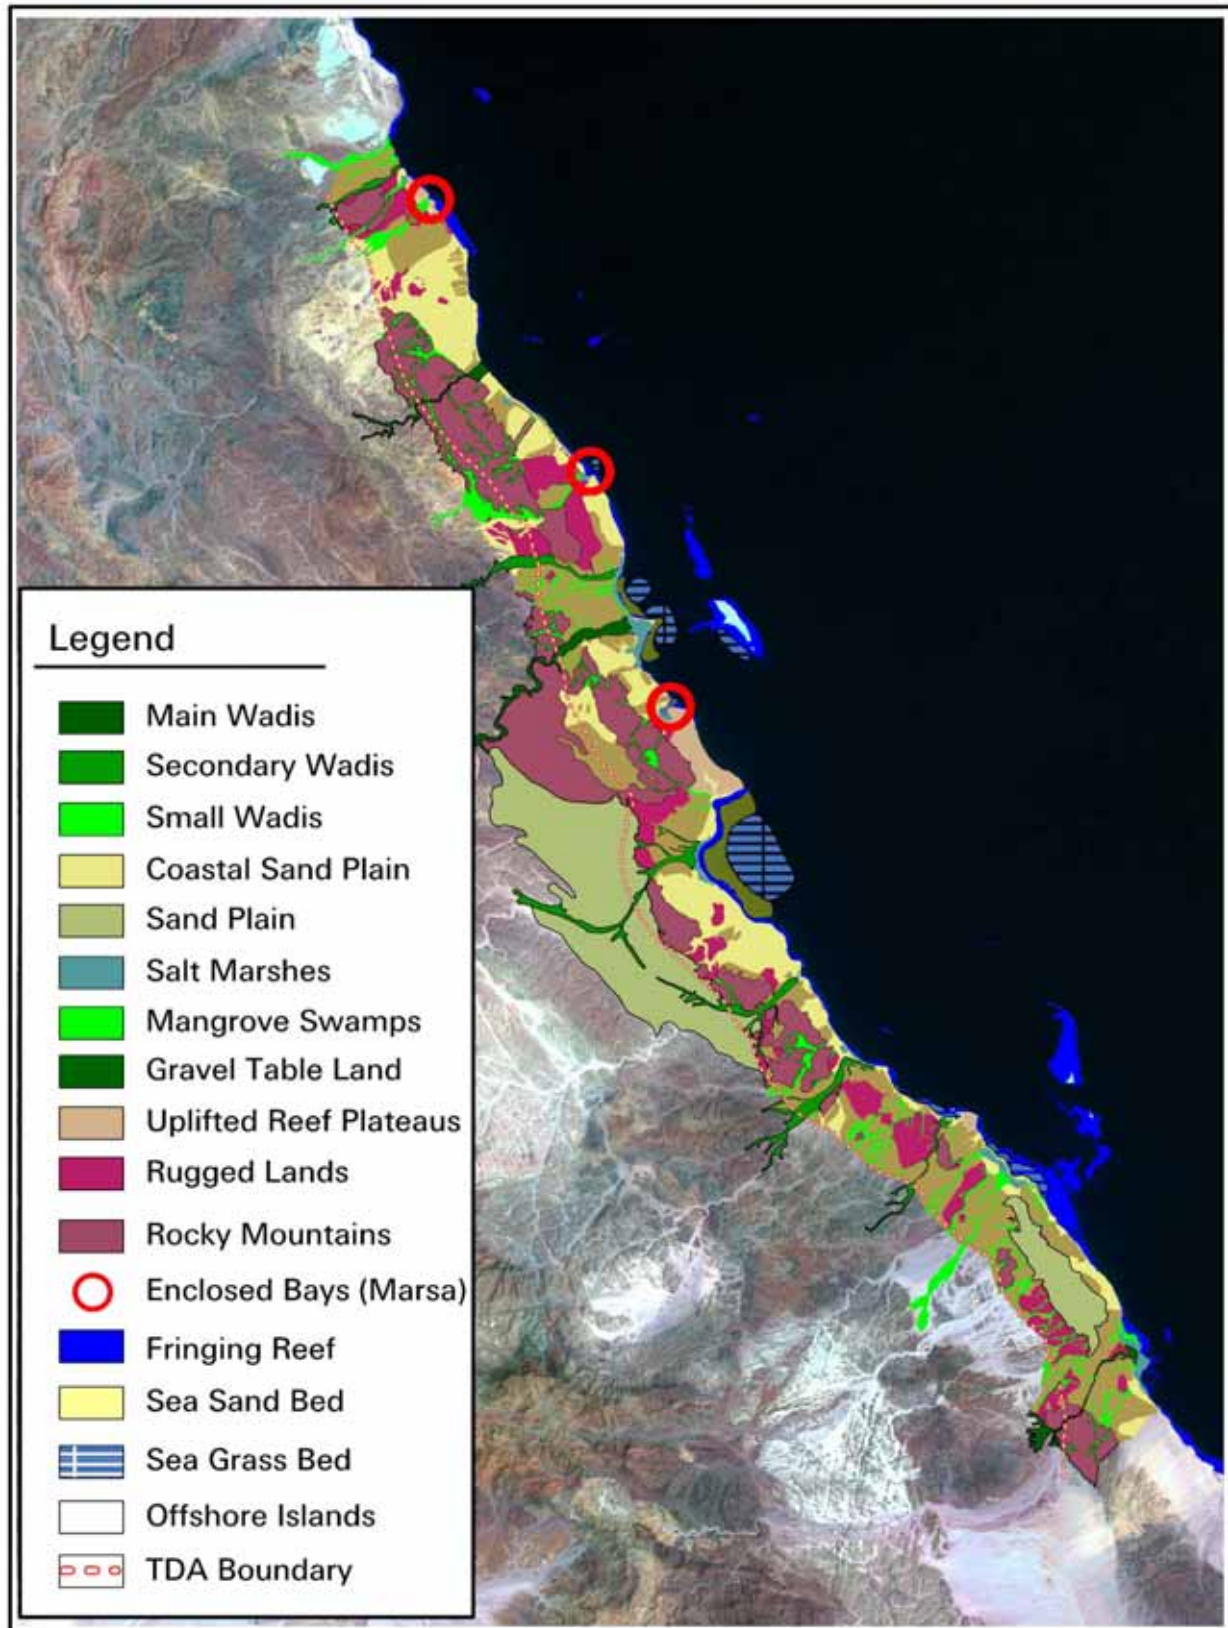 Legend
Main Wadis
Secondary Wadis
Small Wadis
Coastal Sand Plain
Sand Plain
Salt Marshes
Mangrove Swamps
Gravel Table Land
Uplifted Reef Plateaus
Rugged Lands
Rocky Mountains
Enclosed Bays (Marsa)
Fringing Reef
Sea Sand Bed
Sea Grass Bed
Offshore Islands
TDA Boundary